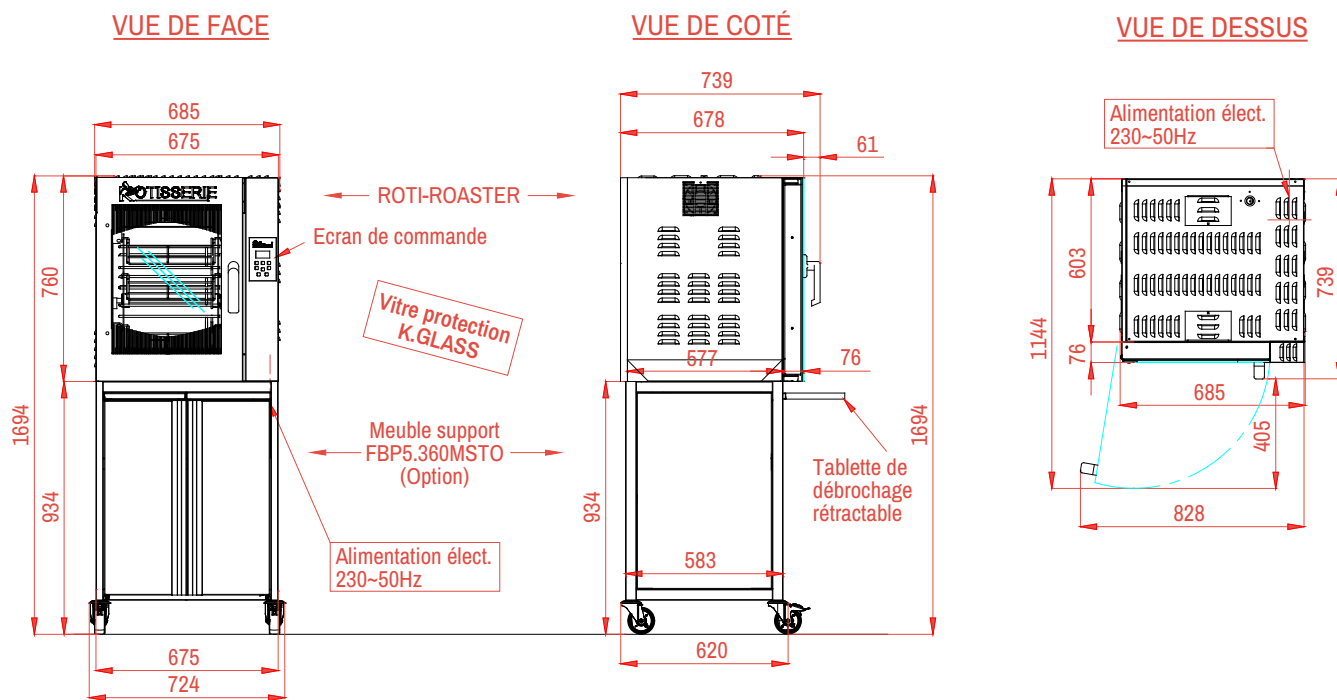 VUE DE FACE
685
675
ROTISSERIE
760
1694
934
675
724
ROTI-ROASTER
Ecran de commande
Vitre protection
K.GLASS
Meuble support
FBP5.360MSTO
(Option)
Alimentation élect.
230~50Hz
VUE DE COTÉ
739
678
61
577
76
1694
934
583
620
Tablette de
débrochage
rétractable
VUE DE DESSUS
Alimentation élect.
230~50Hz
603
739
1144
76
685
405
828